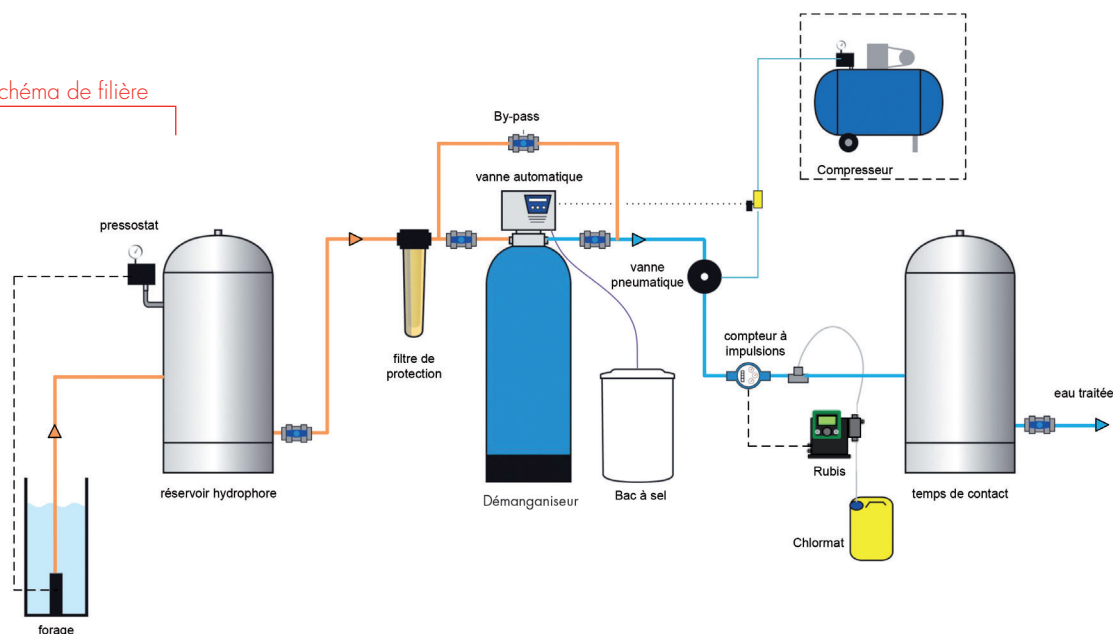 chéma de filière
By-pass
vanne automatique
Compresseur
pressostat
vanne
pneumatique
compteur à
impulsions
filtre de
protection
eau traitée
réservoir hydrophore
Démanganiseur
Bac à sel
Rubis
temps de contact
Chlormat
forage